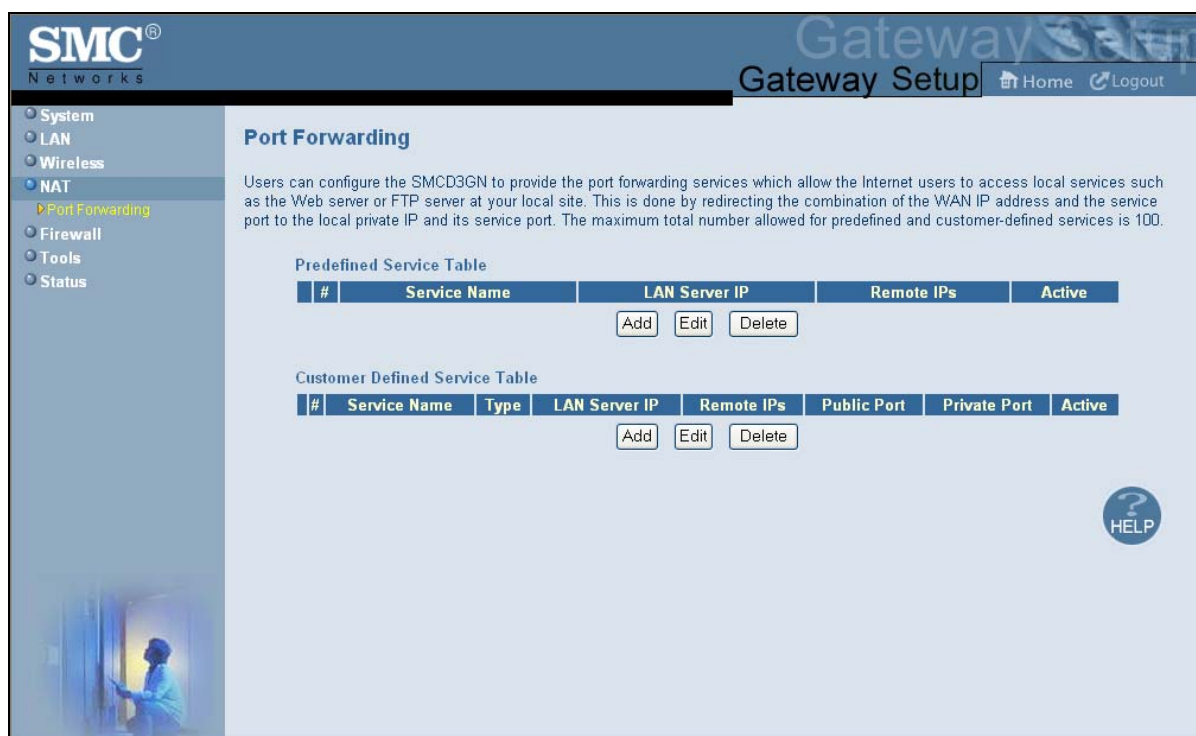 SMC®
Networks
Gateway Setup
Gateway Setup
Home
Logout
System
LAN
Wireless
NAT
Port Forwarding
Firewall
Tools
Status
Port Forwarding
Users can configure the SMCD3GN to provide the port forwarding services which allow the Internet users to access local services such
as the Web server or FTP server at your local site. This is done by redirecting the combination of the WAN IP address and the service
port to the local private IP and its service port. The maximum total number allowed for predefined and customer-defined services is 100.
Predefined Service Table
# Service Name LAN Server IP Remote IPs Active
Add Edit Delete
Customer Defined Service Table
# Service Name Type LAN Server IP Remote IPs Public Port Private Port Active
Add Edit Delete
?
HELP